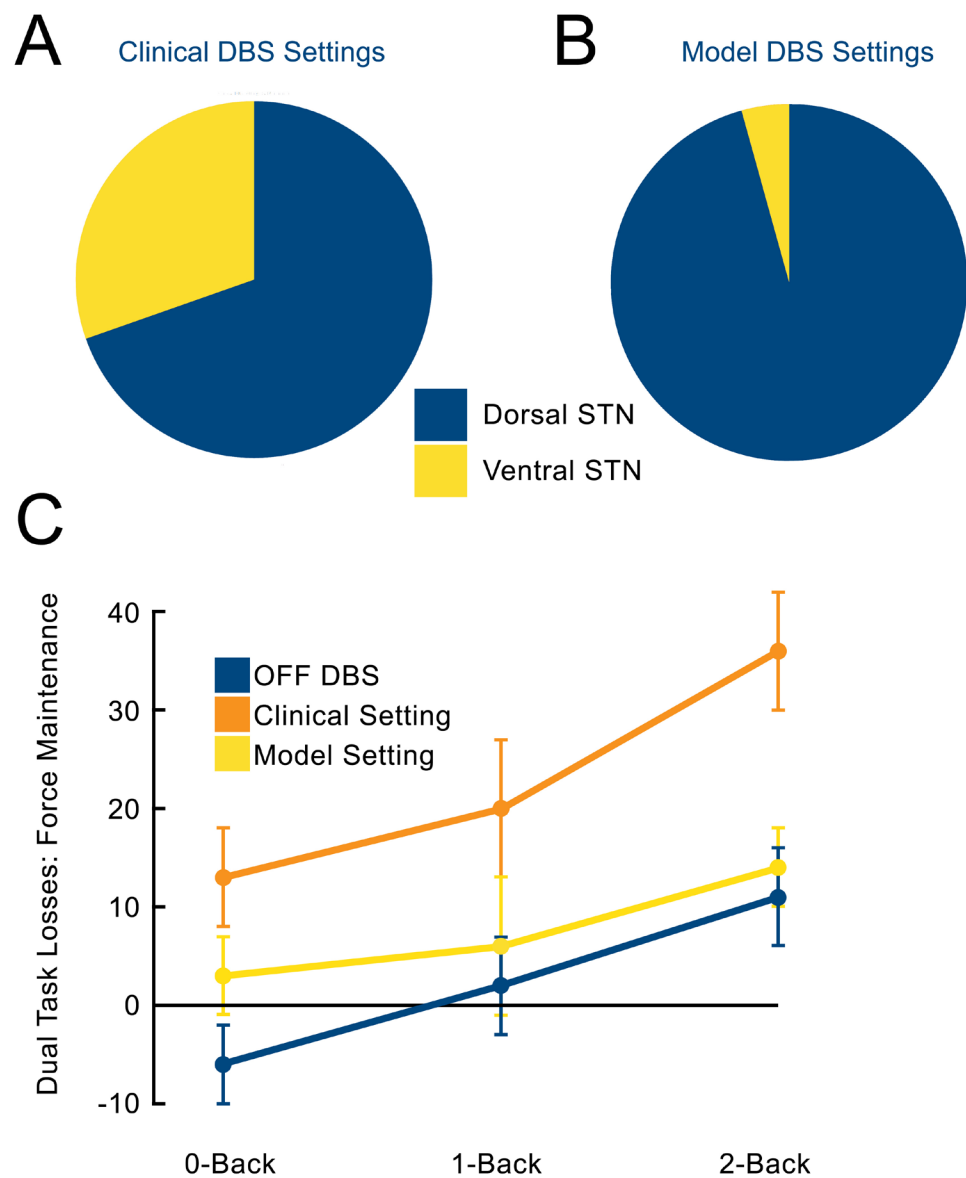 A
Clinical DBS Settings
B
Model DBS Settings
Dorsal STN
Ventral STN
C
Dual Task Losses: Force Maintenance
40
30
20
10
0
-10
OFF DBS
Clinical Setting
Model Setting
0-Back
1-Back
2-Back